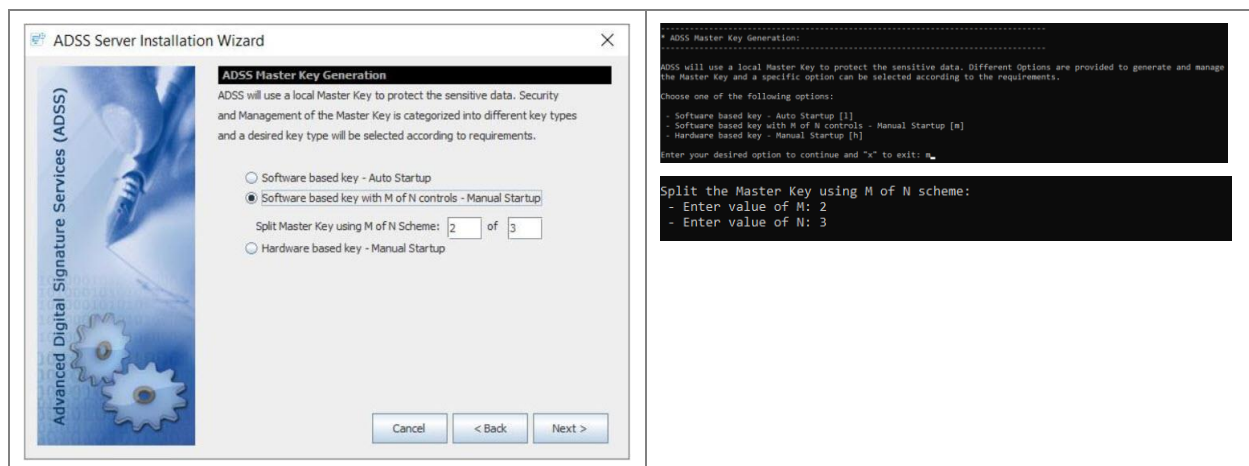 ADSS Server Installation Wizard
Advanced Digital Signature Services (ADSS)
ADSS Master Key Generation
ADSS will use a local Master Key to protect the sensitive data. Security
and Management of the Master Key is categorized into different key types
and a desired key type will be selected according to requirements.
Software based key - Auto Startup
Software based key with M of N controls - Manual Startup
Split Master Key using M of N Scheme: 2 of 3
Hardware based key - Manual Startup
Cancel < Back Next >
* ADSS Master Key Generation:
ADSS will use a local Master Key to protect the sensitive data. Different Options are provided to generate and manage
the Master Key and a specific option can be selected according to the requirements.
Choose one of the following options:
- Software based key - Auto Startup [l]
- Software based key with M of N controls - Manual Startup [m]
- Hardware based key - Manual Startup [h]
Enter your desired option to continue and "x" to exit: m
Split the Master Key using M of N scheme:
- Enter value of M: 2
- Enter value of N: 3